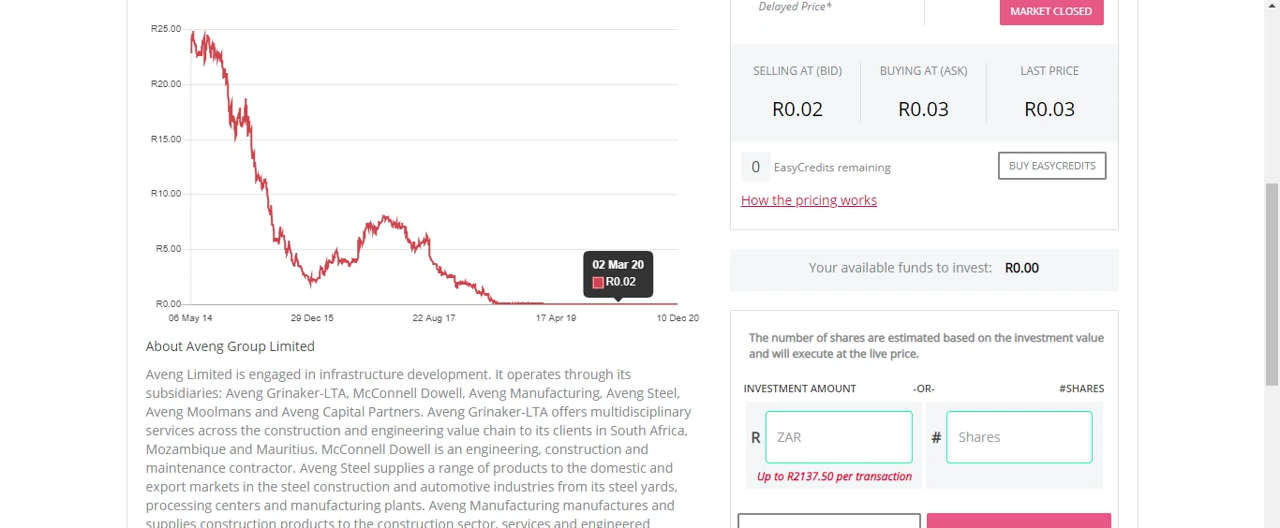 Delayed Price*
MARKET CLOSED
R25.00
R20.00
R15.00
R10.00
R5.00
R0.00
02 Mar 20
R0.02
06 May 14
29 Dec 15
22 Aug 17
17 Apr 19
10 Dec 20
About Aveng Group Limited
Aveng Limited is engaged in infrastructure development. It operates through its
subsidiaries: Aveng Grinaker-LTA, McConnell Dowell, Aveng Manufacturing, Aveng Steel,
Aveng Moolmans and Aveng Capital Partners. Aveng Grinaker-LTA offers multidisciplinary
services across the construction and engineering value chain to its clients in South Africa,
Mozambique and Mauritius. McConnell Dowell is an engineering, construction and
maintenance contractor. Aveng Steel supplies a range of products to the domestic and
export markets in the steel construction and automotive industries from its steel yards,
processing centers and manufacturing plants. Aveng Manufacturing manufactures and
supplies construction products to the construction sector, services and engineered
SELLING AT (BID)
R0.02
BUYING AT (ASK)
R0.03
LAST PRICE
R0.03
0 EasyCredits remaining
BUY EASYCREDITS
How the pricing works
Your available funds to invest: R0.00
The number of shares are estimated based on the investment value
and will execute at the live price.
INVESTMENT AMOUNT -OR- #SHARES
R ZAR # Shares
Up to R2137.50 per transaction